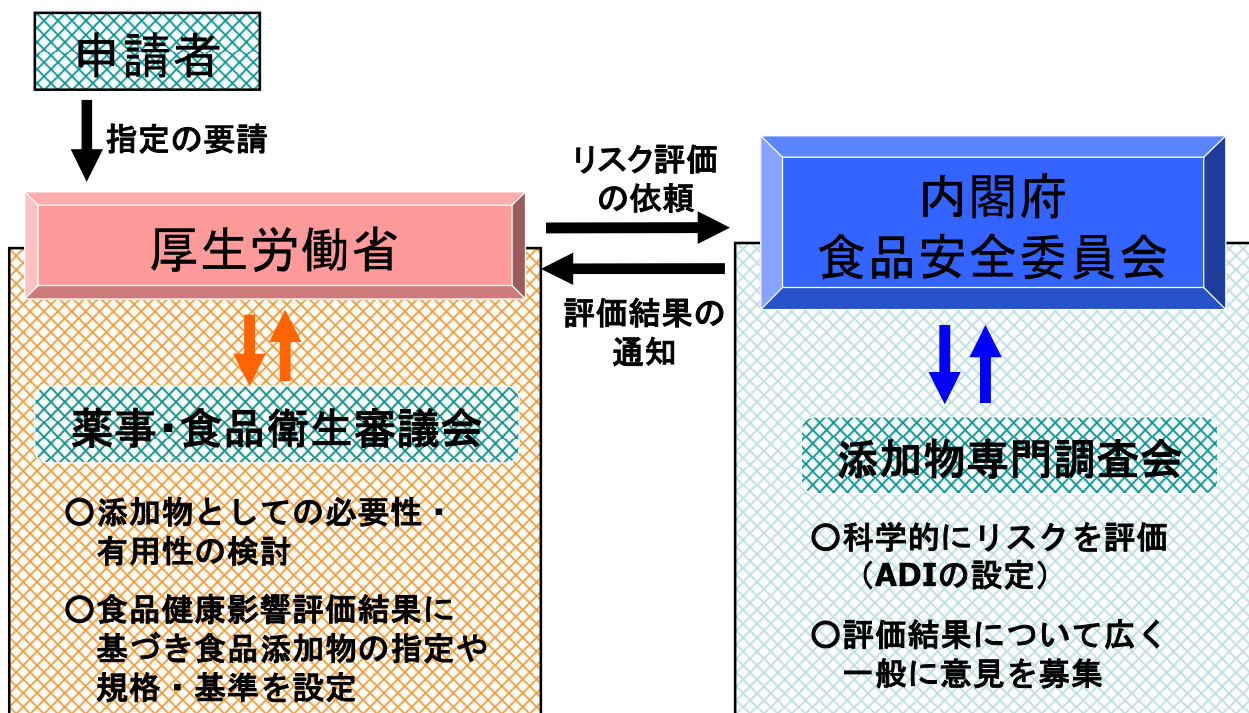 申請者
指定の要請
厚生労働省
リスク評価
の依頼
評価結果の
通知
内閣府
食品安全委員会
薬事・食品衛生審議会
○添加物としての必要性・
有用性の検討
○食品健康影響評価結果に
基づき食品添加物の指定や
規格・基準を設定
添加物専門調査会
○科学的にリスクを評価
（ADIの設定）
○評価結果について広く
一般に意見を募集